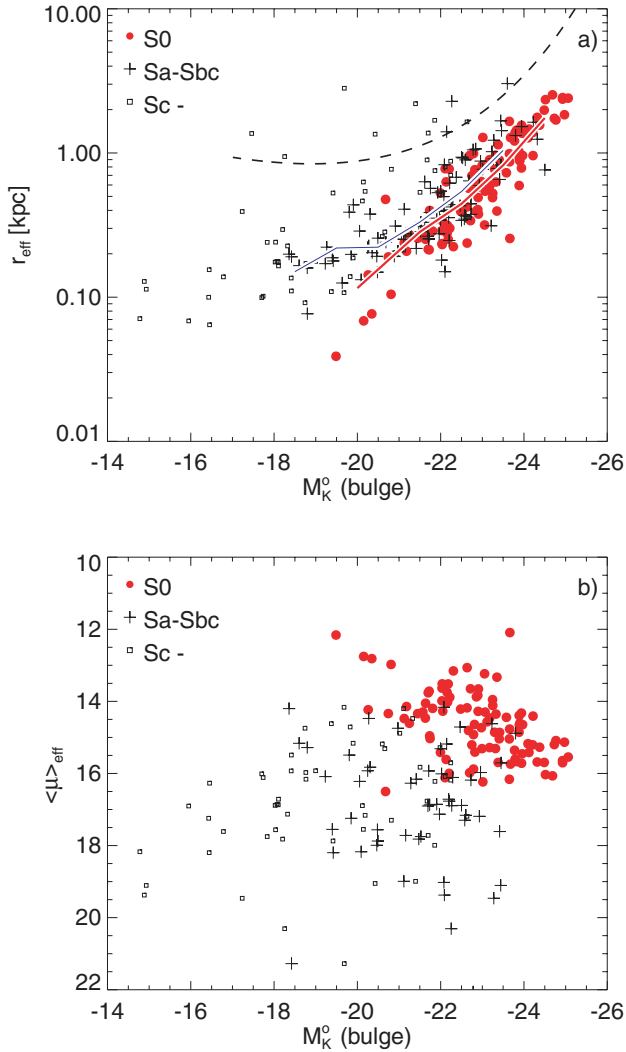 10.00
1.00
0.10
0.01
r_eff [kpc]
S0
Sa-Sbc
Sc -
a)
-14 -16 -18 -20 -22 -24 -26
M_K^o (bulge)
10
12
14
16
18
20
22
<μ>_eff
S0
Sa-Sbc
Sc -
b)
-14 -16 -18 -20 -22 -24 -26
M_K^o (bulge)